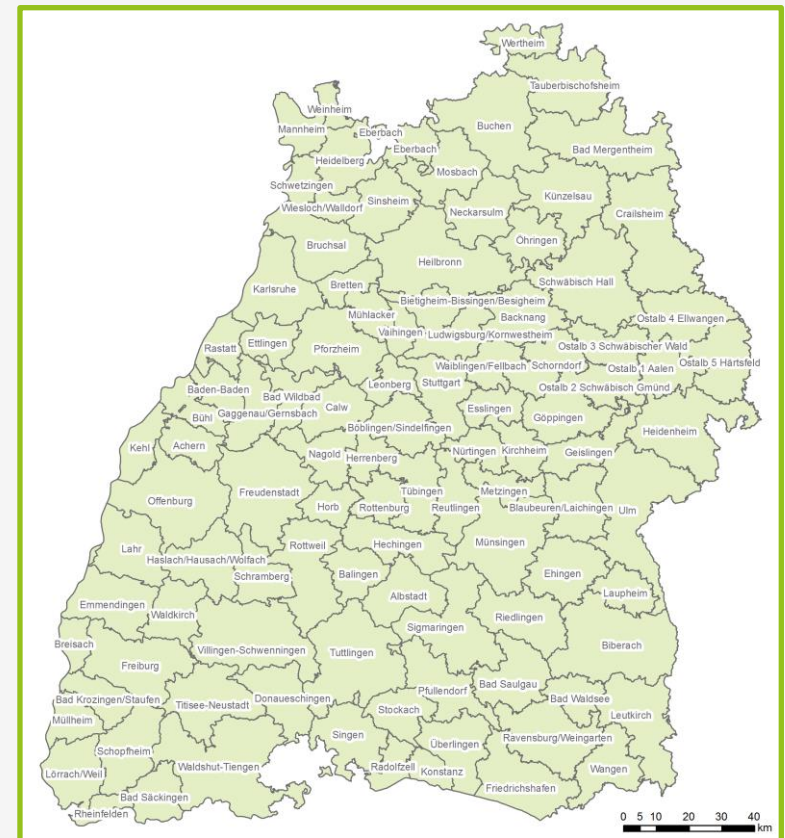 Wertheim
Tauberbischofsheim
Weinheim
Mannheim
Eberbach
Buchen
Eberbach
Bad Mergentheim
Heidelberg
Mosbach
Schwetzingen
Künzelsau
Sinsheim
Wiesloch/Walldorf
Neckarsulm
Crailsheim
Öhringen
Bruchsal
Heilbronn
Schwäbisch Hall
Karlsruhe
Bretten
Bietigheim-Bissingen/Besigheim
Mühlacker
Backnang
Ostalb 4 Ellwangen
Vaihingen
Ludwigsburg/Kornwestheim
Ettlingen
Ostalb 3 Schwäbischer Wald
Rastatt
Pforzheim
Ostalb 5 Härtsfeld
Waiblingen/Fellbach
Schorndorf
Ostalb 1 Aalen
Leonberg
Stuttgart
Ostalb 2 Schwäbisch Gmünd
Baden-Baden
Bad Wildbad
Calw
Esslingen
Gaggenau/Gernsbach
Bühl
Göppingen
Böblingen/Sindelfingen
Heidenheim
Achern
Kehl
Nagold
Herrenberg
Nürtingen
Kirchheim
Geislingen
Freudenstadt
Tübingen
Metzingen
Offenburg
Horb
Rottenburg
Reutlingen
Blaubeuren/Laichingen
Ulm
Münsingen
Rottweil
Hechingen
Lahr
Haslach/Hausach/Wolfach
Schramberg
Balingen
Ehingen
Laupheim
Albstadt
Emmendingen
Waldkirch
Riedlingen
Sigmaringen
Breisach
Villingen-Schwenningen
Tuttlingen
Biberach
Freiburg
Bad Saulgau
Pfullendorf
Bad Krozingen/Staufen
Titisee-Neustadt
Donaueschingen
Bad Waldsee
Stockach
Leutkirch
Müllheim
Singen
Ravensburg/Weingarten
Überlingen
Schopfheim
Waldshut-Tiengen
Radolfzell
Konstanz
Wangen
Lörrach/Weil
Friedrichshafen
Bad Säckingen
Rheinfelden
0 5 10 20 30 40
km